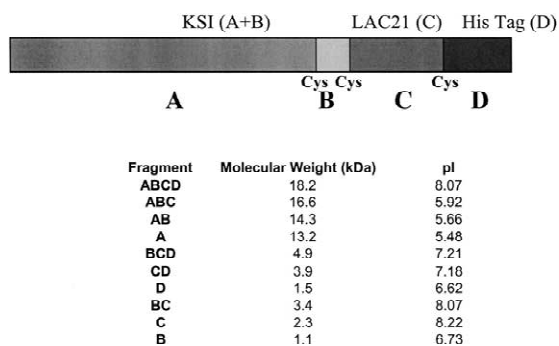 KSI (A+B) LAC21 (C) His Tag (D)
Cys Cys Cys
A B C D
Fragment Molecular Weight (kDa) pI
ABCD 18.2 8.07
ABC 16.6 5.92
AB 14.3 5.66
A 13.2 5.48
BCD 4.9 7.21
CD 3.9 7.18
D 1.5 6.62
BC 3.4 8.07
C 2.3 8.22
B 1.1 6.73